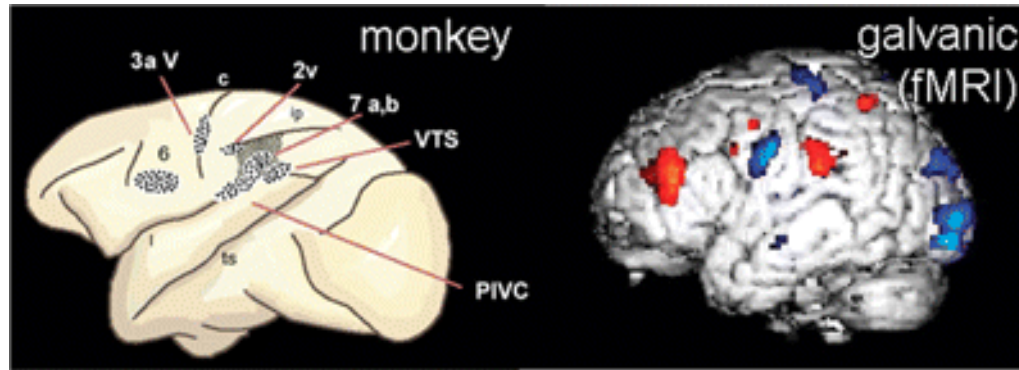 monkey
3a V
c
2v
7 a,b
ip
VTS
6
l
ts
PIVC
galvanic
(fMRI)